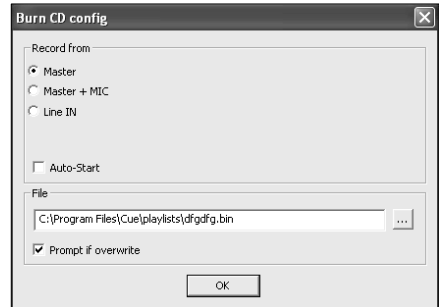 Burn CD config
Record from
Master
Master + MIC
Line IN
Auto-Start
File
C:\Program Files\Cue\playlists\dfgdfg.bin
...
Prompt if overwrite
OK